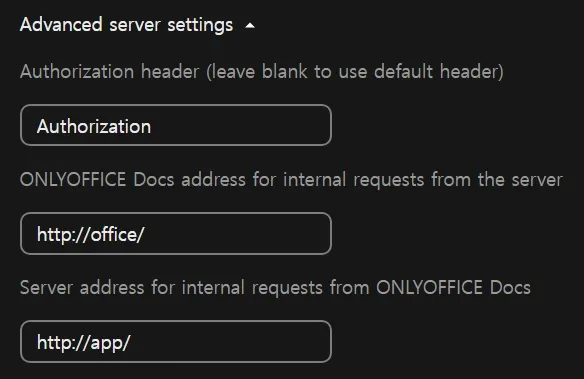 Advanced server settings
Authorization header (leave blank to use default header)
Authorization
ONLYOFFICE Docs address for internal requests from the server
http://office/
Server address for internal requests from ONLYOFFICE Docs
http://app/